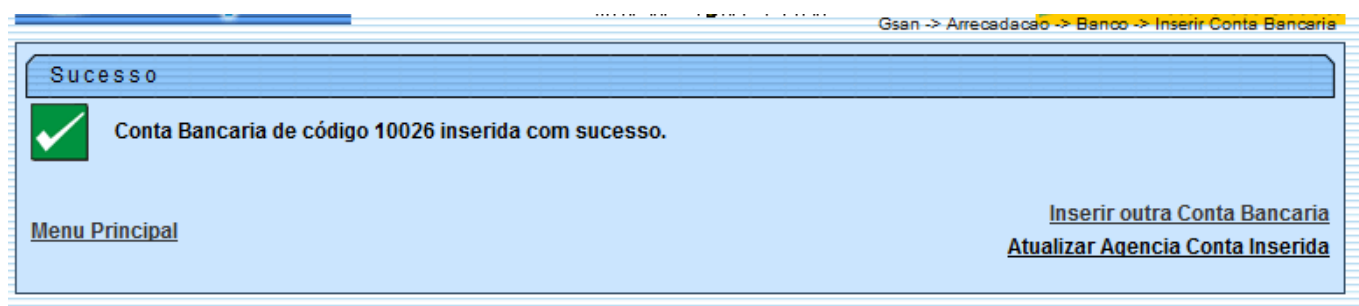 Gsan -> Arrecadacao -> Banco -> Inserir Conta Bancaria
Sucesso
Conta Bancaria de código 10026 inserida com sucesso.
Inserir outra Conta Bancaria
Menu Principal
Atualizar Agencia Conta Inserida